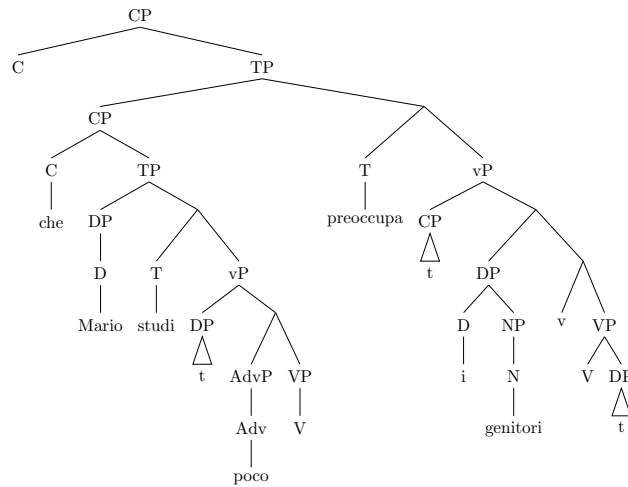 CP
C TP
CP
C TP T vP
che DP preoccupa CP
D T vP t DP
Mario studi DP D NP v VP
t AdvP VP i N V DP
Adv V genitori t
poco